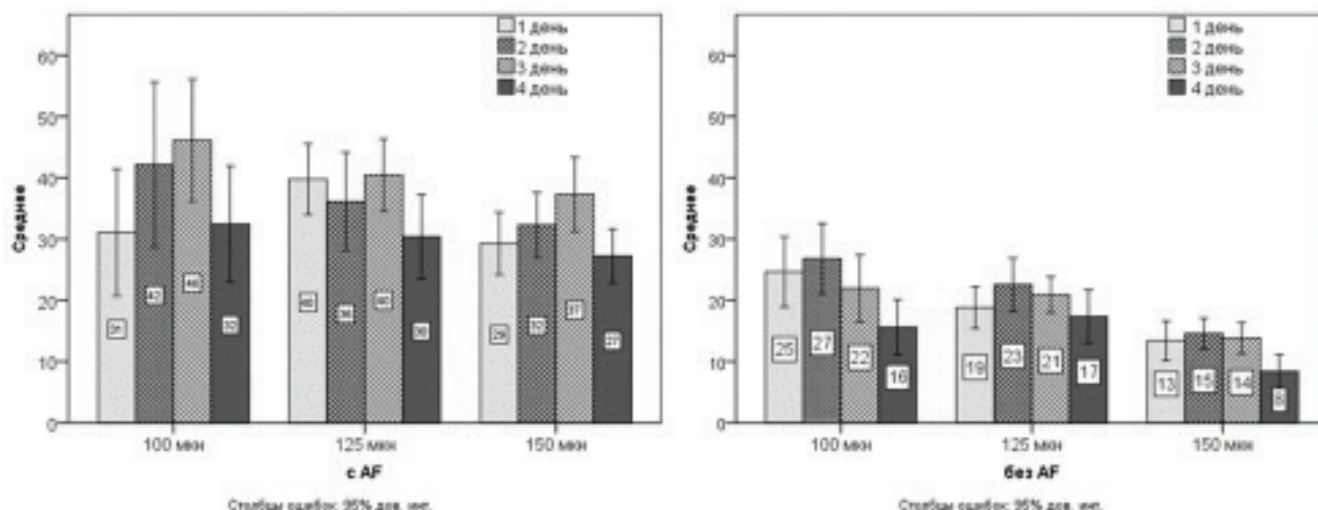 1 день
2 день
3 день
4 день
60
50
40
30
20
10
0
Среднее
31
42
46
32
40
36
40
30
29
32
37
27
100 мкн
125 мкн
150 мкн
с AF
Столбцы ошибок: 95% дов. инт.
1 день
2 день
3 день
4 день
60
50
40
30
20
10
0
Среднее
25
27
22
16
19
23
21
17
13
15
14
8
100 мкн
125 мкн
150 мкн
без AF
Столбцы ошибок: 95% дов. инт.